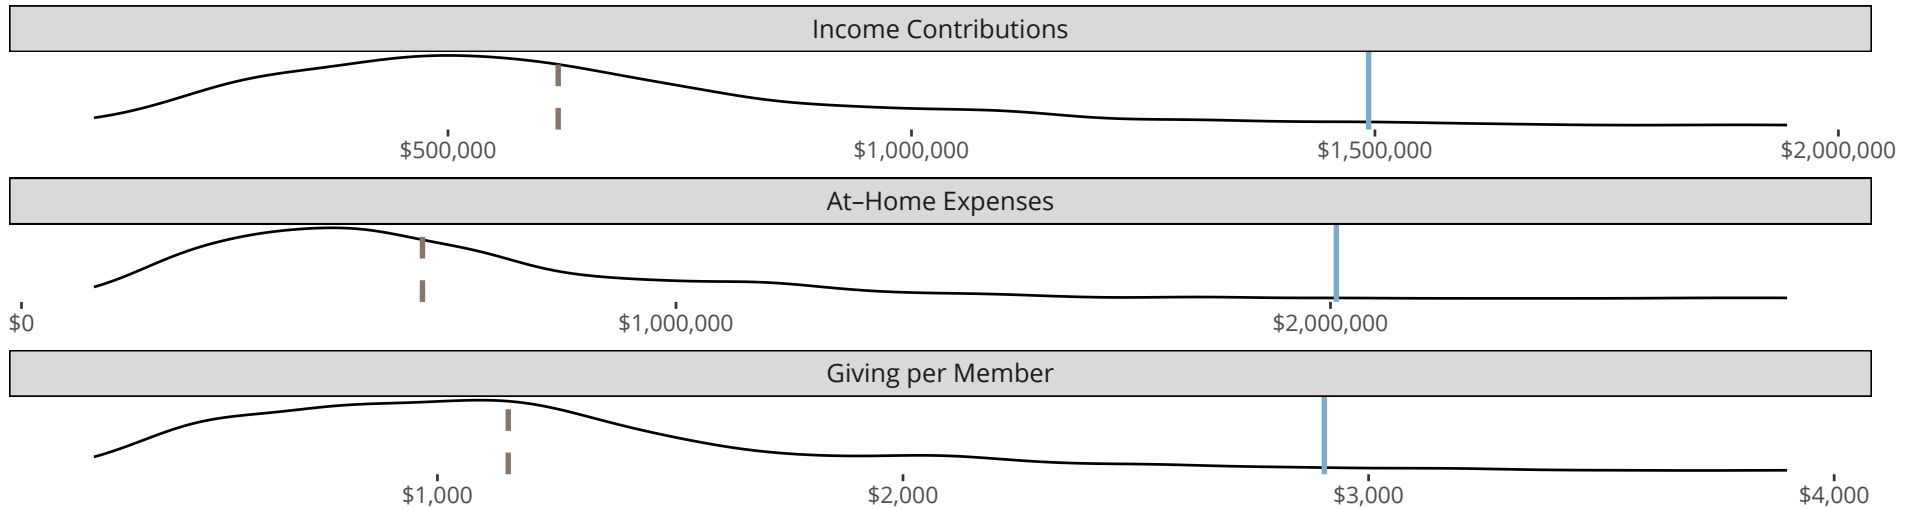 Income Contributions
$500,000 $1,000,000 $1,500,000 $2,000,000
At–Home Expenses
$0 $1,000,000 $2,000,000
Giving per Member
$1,000 $2,000 $3,000 $4,000